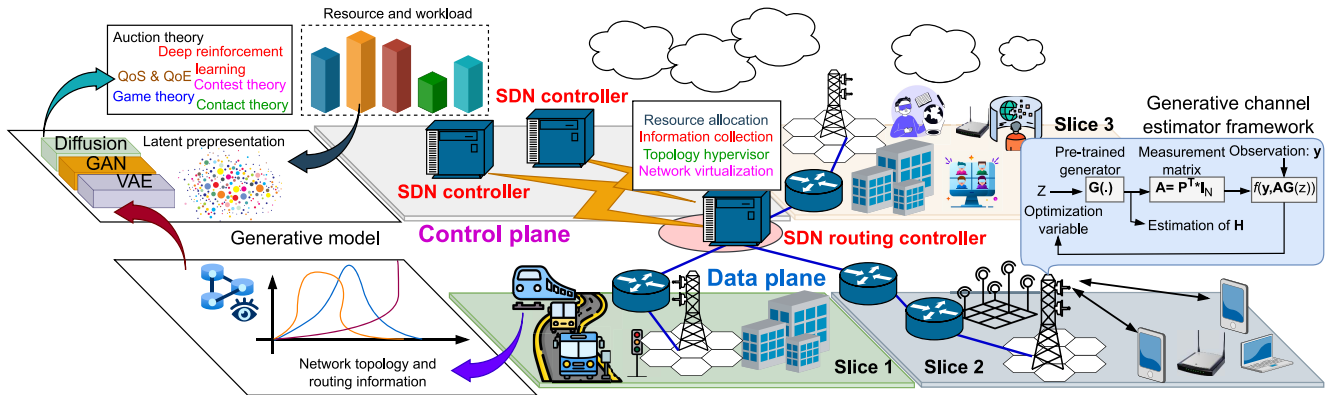 Resource and workload
Auction theory
Deep reinforcement
learning
QoS & QoE
Contest theory
Game theory
Contact theory
Diffusion
GAN
VAE
Latent prepresentation
Generative model
Network topology and
routing information
SDN controller
SDN controller
Control plane
Resource allocation
Information collection
Topology hypervisor
Network virtualization
SDN routing controller
Data plane
Slice 1
Slice 2
Slice 3
Generative channel
estimator framework
Pre-trained
generator
Measurement
matrix
Observation: y
Z
G(.)
A= P^T*I_N
f(y,AG(z))
Optimization
variable
Estimation of H